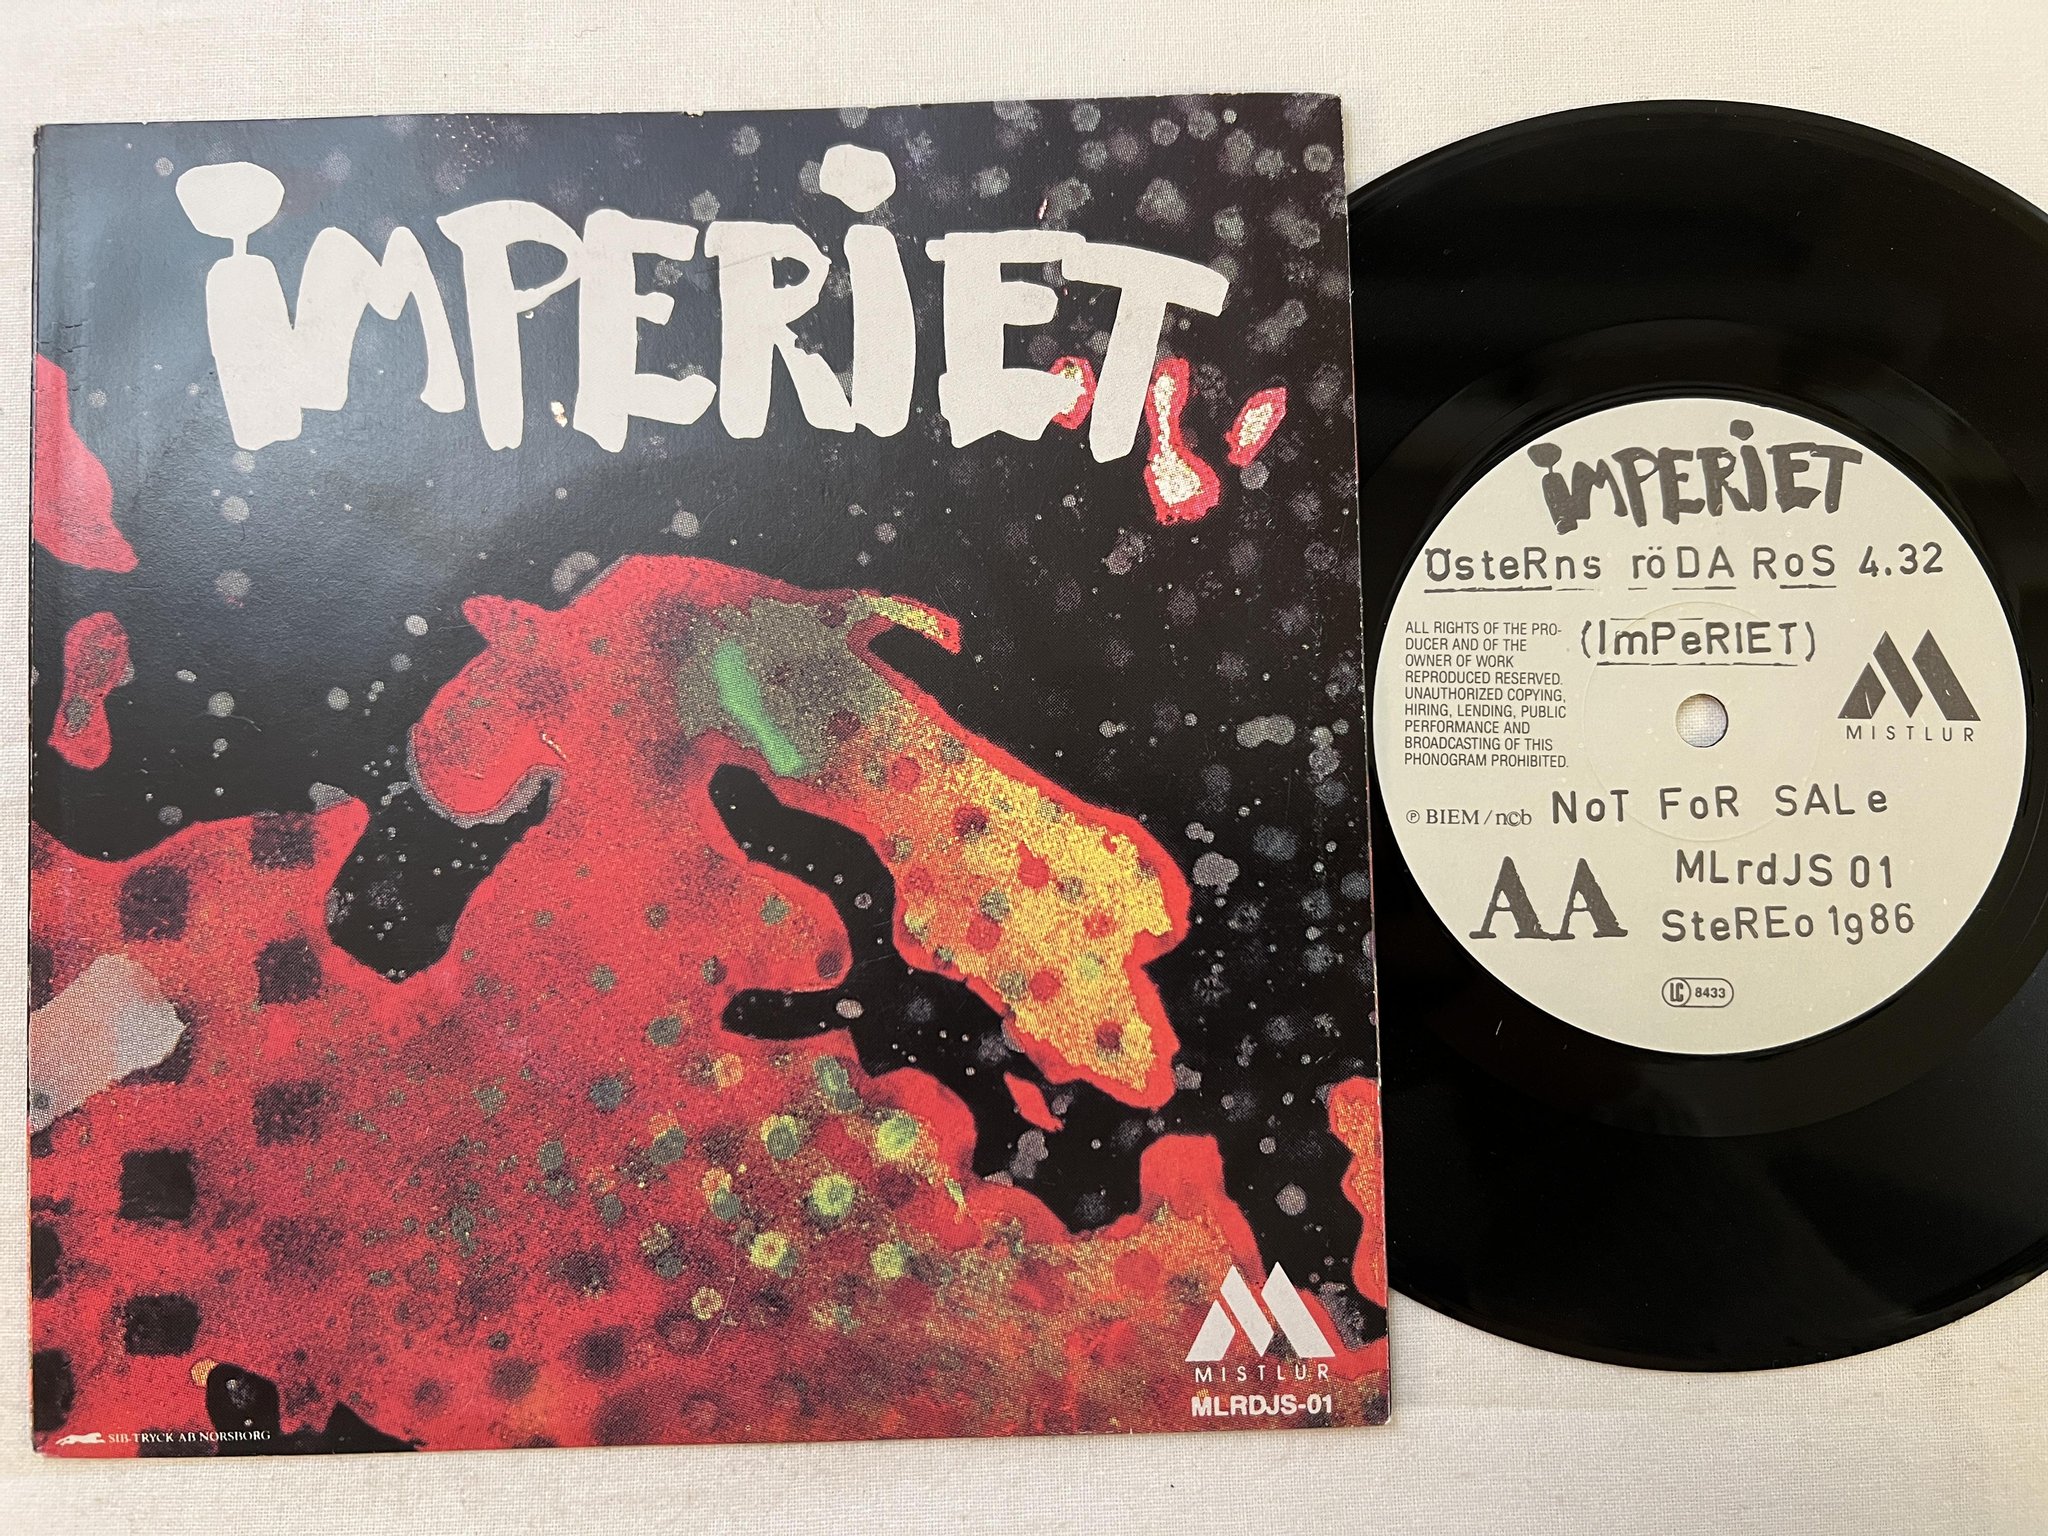 iMPERiET
MISTLUR
MLRDJS-01
SIB-TRYCK AB NORSBORG
iMPERiET
ÖsteRns röDA RoS 4.32
(ImPeRIET)
ALL RIGHTS OF THE PRO-
DUCER AND OF THE
OWNER OF WORK
REPRODUCED RESERVED.
UNAUTHORIZED COPYING,
HIRING, LENDING, PUBLIC
PERFORMANCE AND
BROADCASTING OF THIS
PHONOGRAM PROHIBITED.
MISTLUR
℗ BIEM / n©b NoT FoR SALe
AA
MLrdJS 01
SteREo 1986
LC 8433